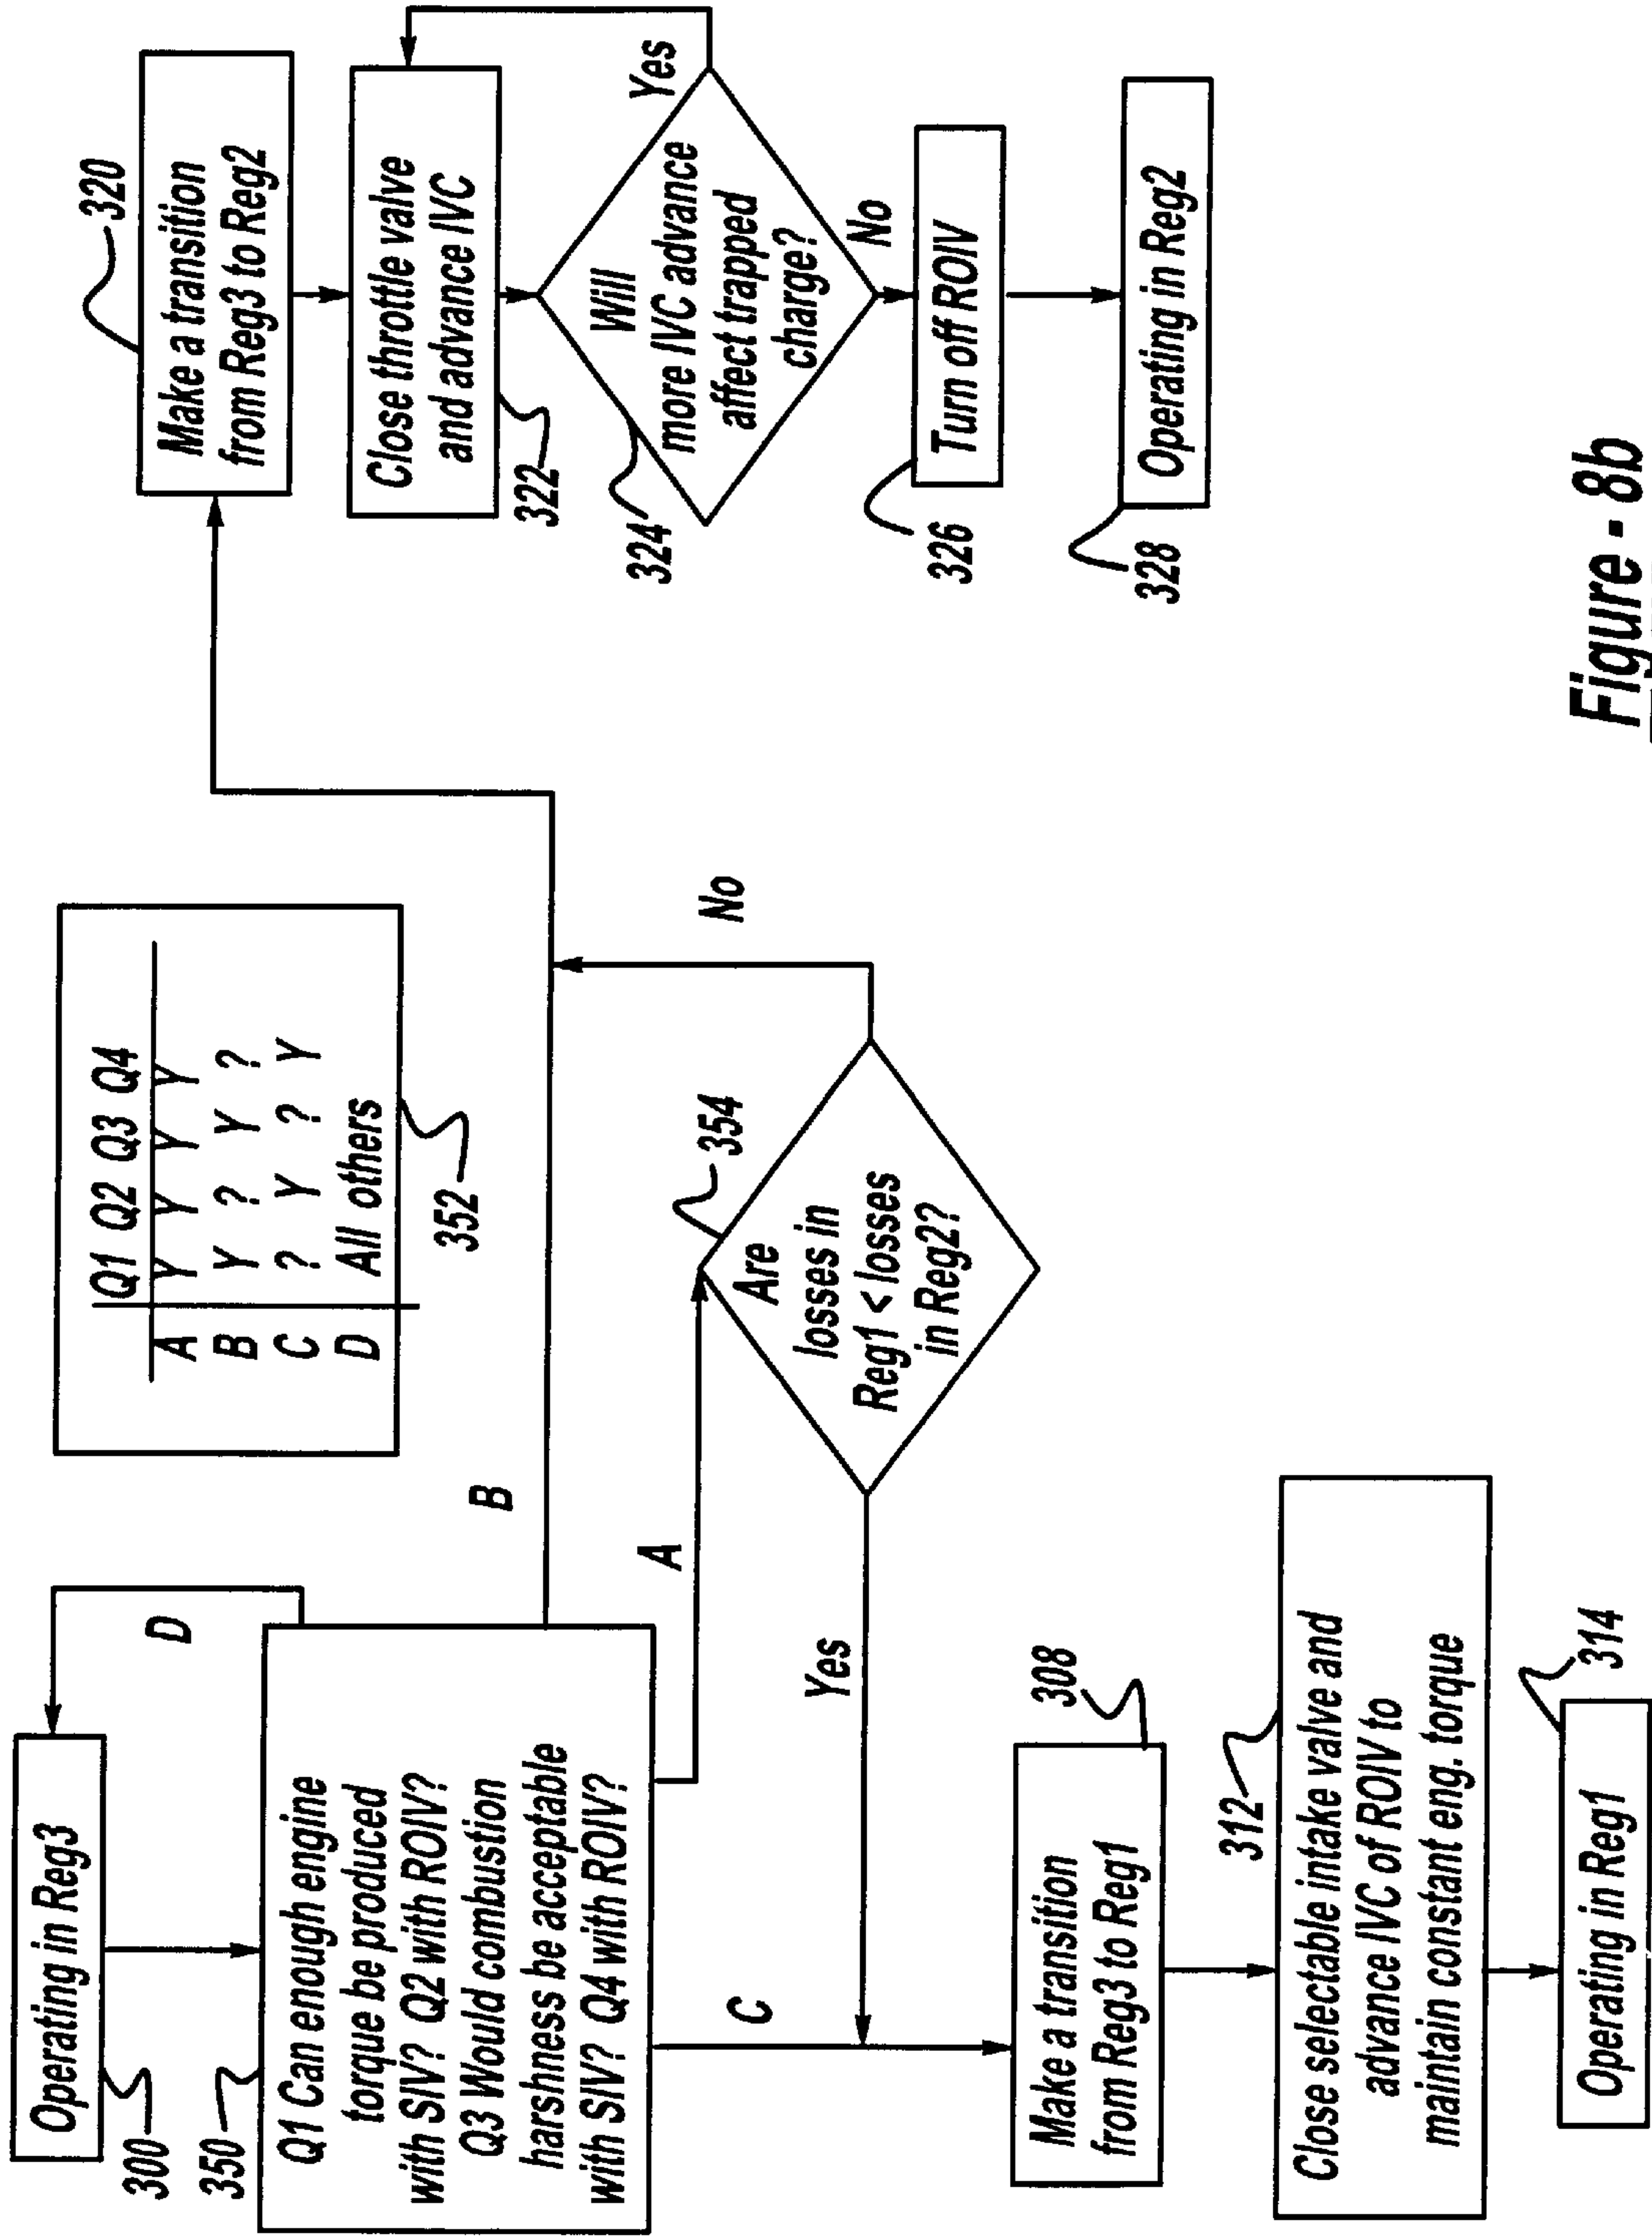 Operating in Reg3
300
D
350
Q1 Can enough engine
torque be produced
with SIV? Q2 with ROIV?
Q3 Would combustion
harshness be acceptable
with SIV? Q4 with ROIV?
Q1 Q2 Q3 Q4
A Y Y Y Y
B Y ? Y ?
C ? Y ? Y
D All others
352
B
A
C
354
Are
losses in
Reg1 < losses
in Reg2?
Yes
No
Make a transition
from Reg3 to Reg1
308
312
Close selectable intake valve and
advance IVC of ROIV to
maintain constant eng. torque
314
Operating in Reg1
320
Make a transition
from Reg3 to Reg2
Close throttle valve
and advance IVC
322
Will
more IVC advance
affect trapped
charge?
324
Yes
No
Turn off ROIV
326
Operating in Reg2
328
Figure - 8b